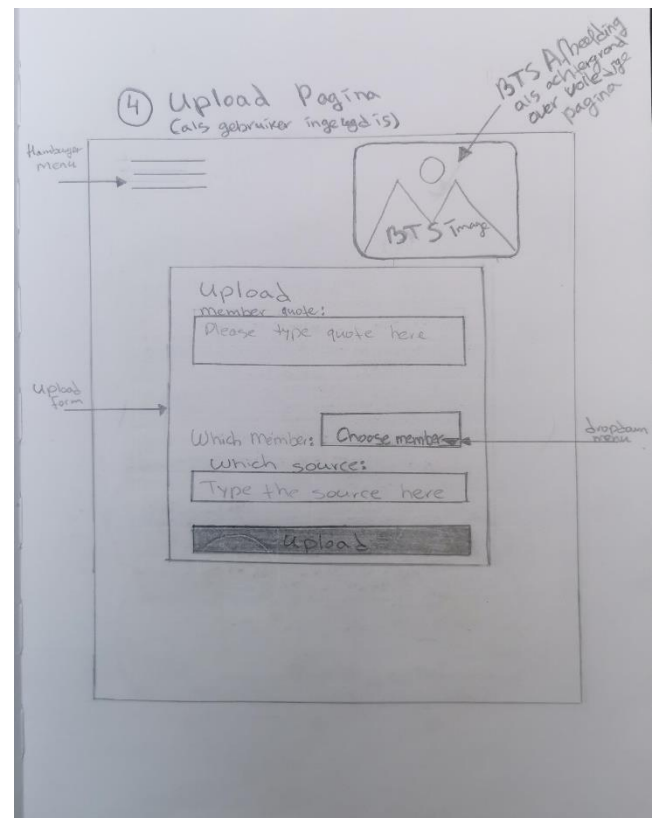 BTS Afbeelding
als achtergrond
over volledige
pagina
4 Upload Pagina
(als gebruiker ingelogd is)
Hamburger
menu
BTS Image
Upload
member quote:
Please type quote here
Upload
form
Which member: Choose member
dropdown
menu
which source:
Type the source here
Upload